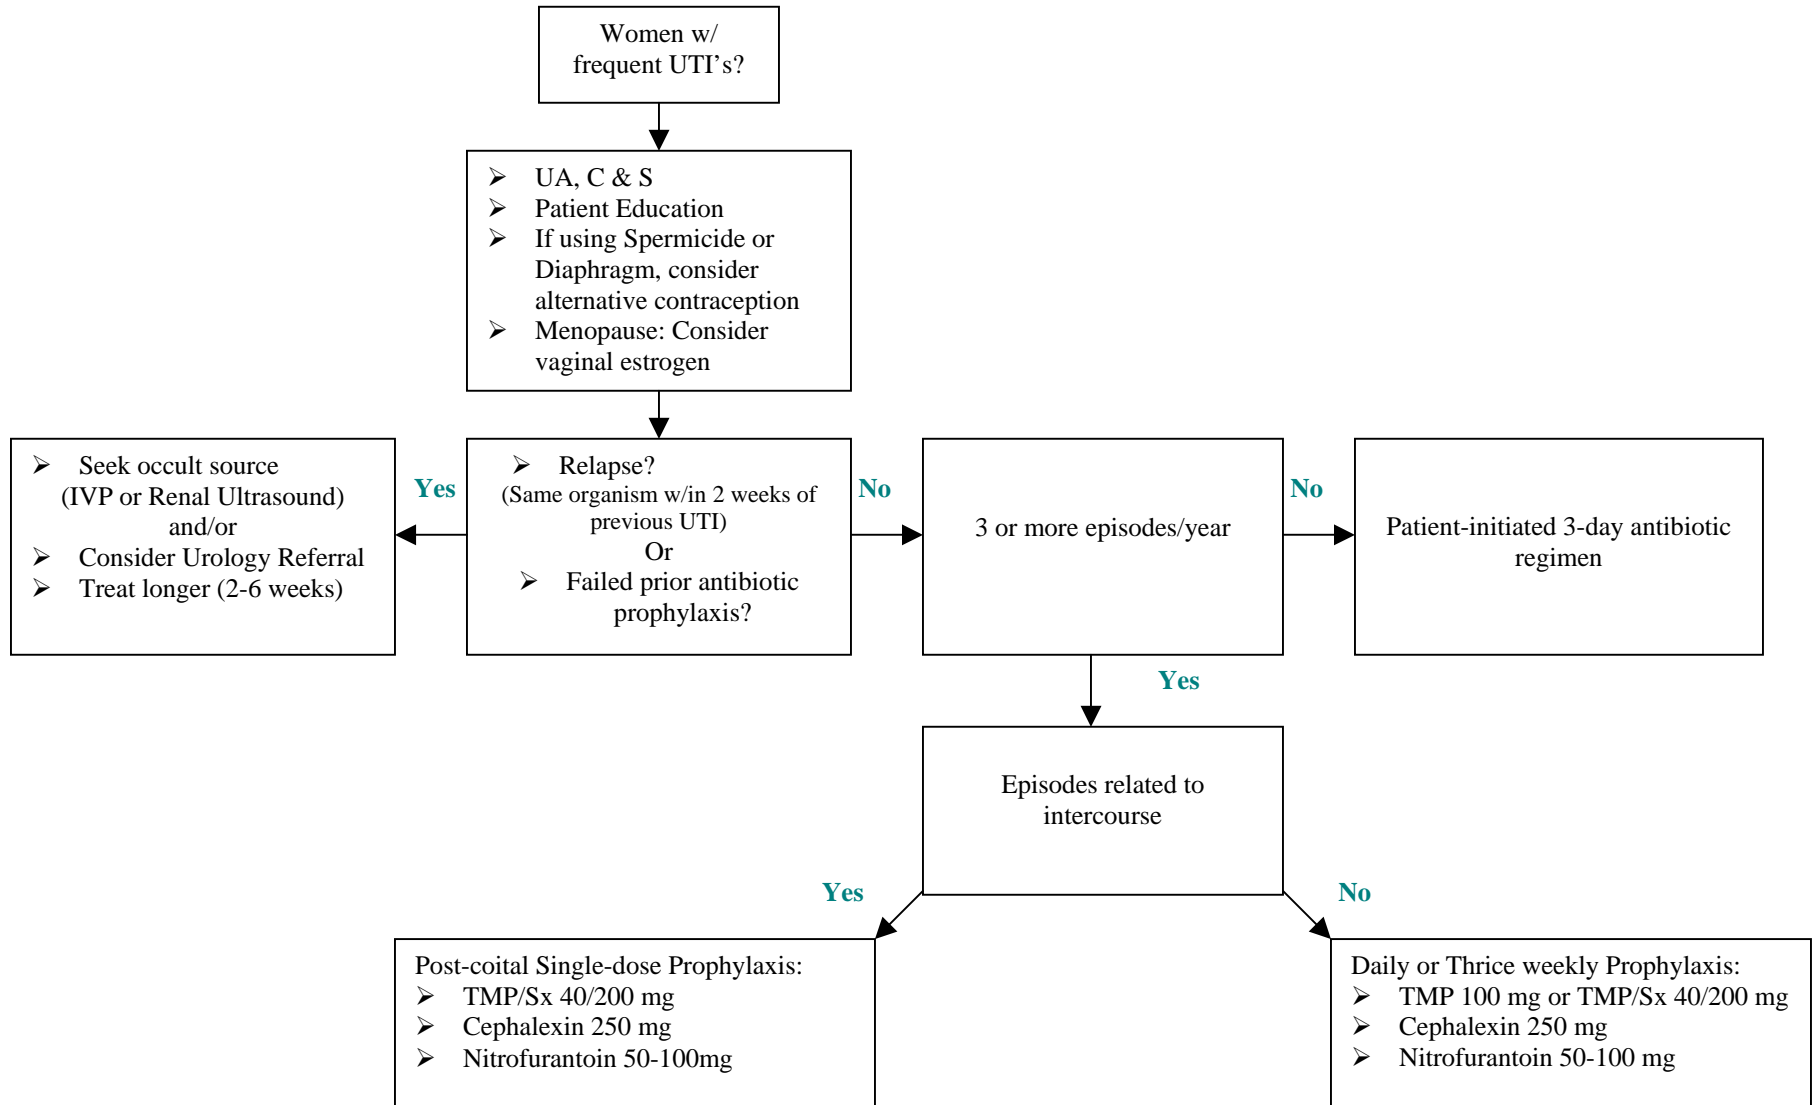 Women w/
frequent UTI’s?
➢ UA, C & S
➢ Patient Education
➢ If using Spermicide or
Diaphragm, consider
alternative contraception
➢ Menopause: Consider
vaginal estrogen
➢ Seek occult source
(IVP or Renal Ultrasound)
and/or
➢ Consider Urology Referral
➢ Treat longer (2-6 weeks)
Yes
➢ Relapse?
(Same organism w/in 2 weeks of
previous UTI)
Or
➢ Failed prior antibiotic
prophylaxis?
No
3 or more episodes/year
No
Patient-initiated 3-day antibiotic
regimen
Yes
Episodes related to
intercourse
Yes
No
Post-coital Single-dose Prophylaxis:
➢ TMP/Sx 40/200 mg
➢ Cephalexin 250 mg
➢ Nitrofurantoin 50-100mg
Daily or Thrice weekly Prophylaxis:
➢ TMP 100 mg or TMP/Sx 40/200 mg
➢ Cephalexin 250 mg
➢ Nitrofurantoin 50-100 mg